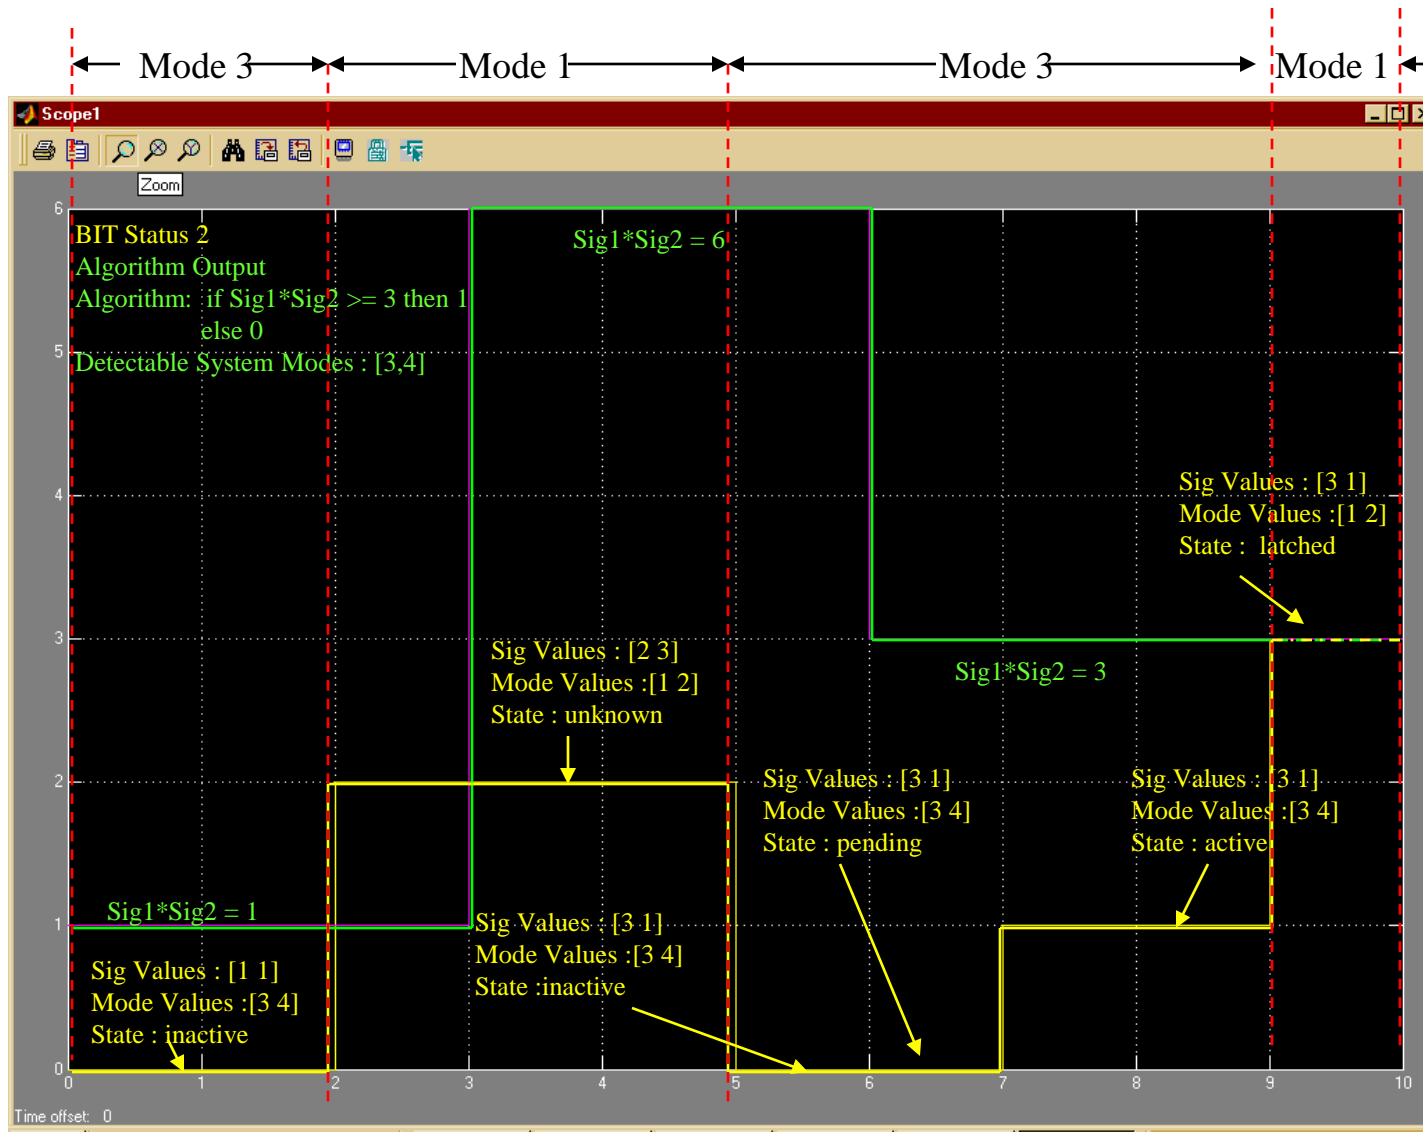 Mode 3
Mode 1
Mode 3
Mode 1
Scope1
Zoom
BIT Status 2
Algorithm Output
Algorithm: if Sig1*Sig2 >= 3 then 1
else 0
Detectable System Modes : [3,4]
Sig1*Sig2 = 6
Sig Values : [3 1]
Mode Values :[1 2]
State : latched
Sig Values : [2 3]
Mode Values :[1 2]
State : unknown
Sig1*Sig2 = 3
Sig Values : [3 1]
Mode Values :[3 4]
State : pending
Sig Values : [3 1]
Mode Values :[3 4]
State : active
Sig1*Sig2 = 1
Sig Values : [3 1]
Mode Values :[3 4]
State :inactive
Sig Values : [1 1]
Mode Values :[3 4]
State : inactive
6
5
4
3
2
1
0
0 1 2 3 4 5 6 7 8 9 10
Time offset: 0